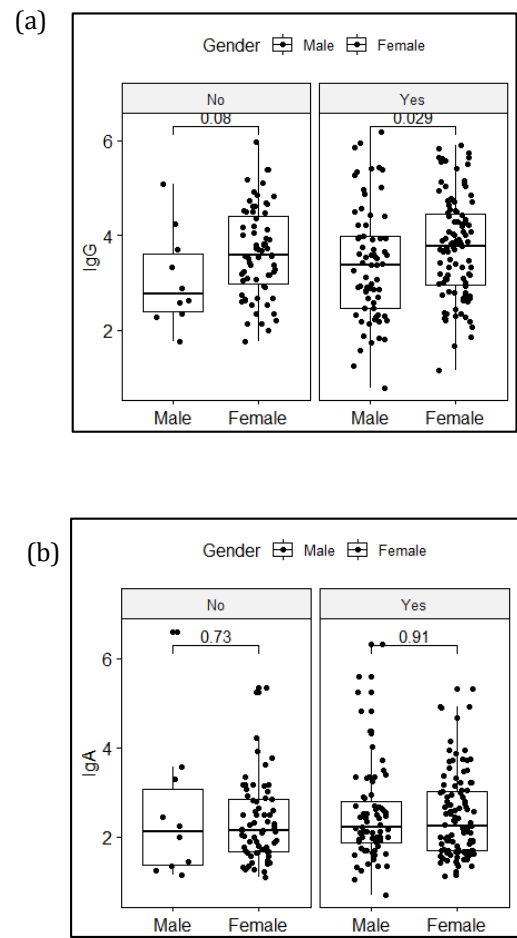 (a)
Gender Male Female
No Yes
0.08 0.029
6
4
2
IgG
Male Female Male Female
(b)
Gender Male Female
No Yes
0.73 0.91
6
4
2
IgA
Male Female Male Female